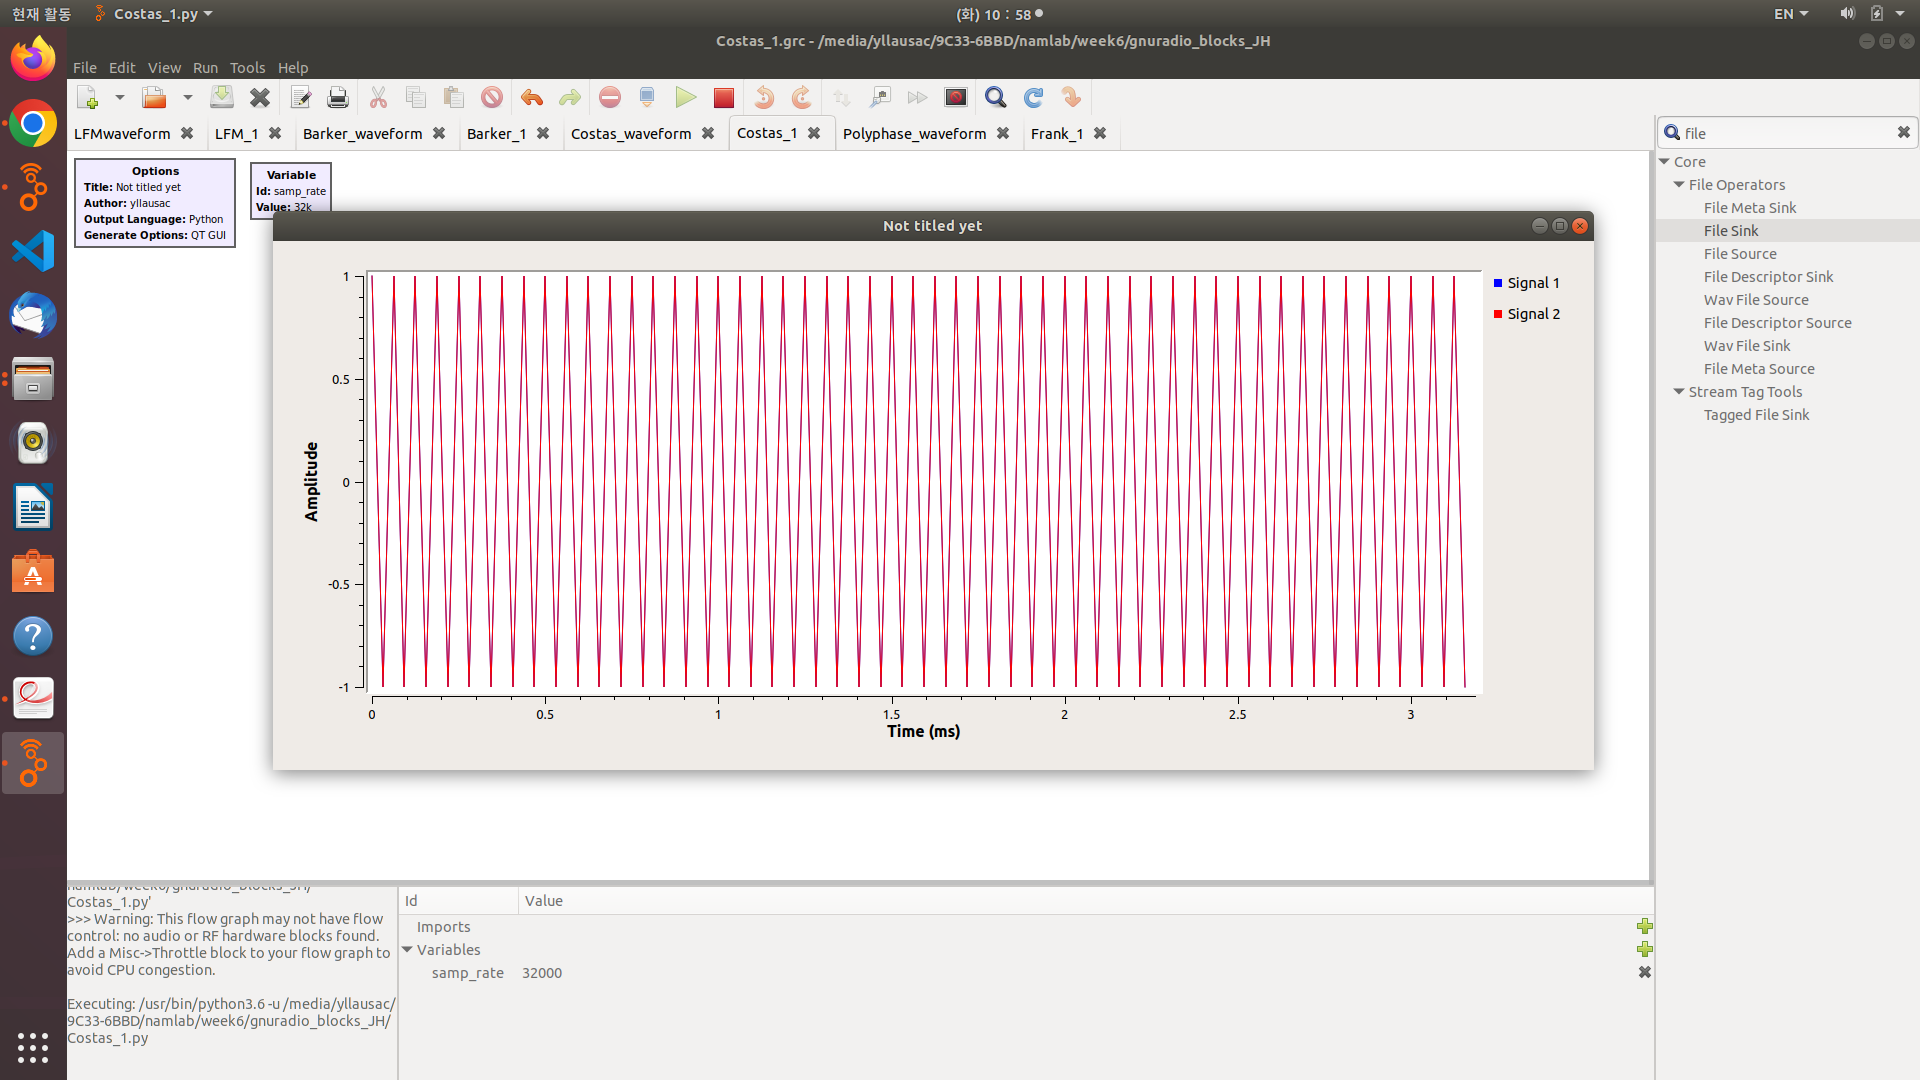 현재 활동
Costas_1.py
(화) 10 : 58
EN
Costas_1.grc - /media/yllausac/9C33-6BBD/namlab/week6/gnuradio_blocks_JH
File Edit View Run Tools Help
LFMwaveform
LFM_1
Barker_waveform
Barker_1
Costas_waveform
Costas_1
Polyphase_waveform
Frank_1
file
Options
Title: Not titled yet
Author: yllausac
Output Language: Python
Generate Options: QT GUI
Variable
Id: samp_rate
Value: 32k
Not titled yet
1
0.5
0
-0.5
-1
Amplitude
0
0.5
1
1.5
2
2.5
3
Time (ms)
Signal 1
Signal 2
Core
File Operators
File Meta Sink
File Sink
File Source
File Descriptor Sink
Wav File Source
File Descriptor Source
Wav File Sink
File Meta Source
Stream Tag Tools
Tagged File Sink
namlab/week6/gnuradio_blocks_JH/
Costas_1.py'
>>> Warning: This flow graph may not have flow
control: no audio or RF hardware blocks found.
Add a Misc->Throttle block to your flow graph to
avoid CPU congestion.
Executing: /usr/bin/python3.6 -u /media/yllausac/
9C33-6BBD/namlab/week6/gnuradio_blocks_JH/
Costas_1.py
Id
Value
Imports
Variables
samp_rate
32000